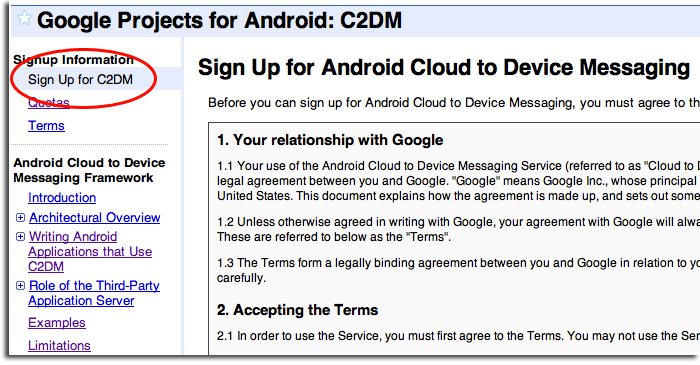 Google Projects for Android: C2DM
Signup Information
Sign Up for C2DM
Quotas
Terms
Android Cloud to Device
Messaging Framework
Introduction
Architectural Overview
Writing Android
Applications that Use
C2DM
Role of the Third-Party
Application Server
Examples
Limitations
Sign Up for Android Cloud to Device Messaging
Before you can sign up for Android Cloud to Device Messaging, you must agree to th
1. Your relationship with Google
1.1 Your use of the Android Cloud to Device Messaging Service (referred to as "Cloud to D
legal agreement between you and Google. "Google" means Google Inc., whose principal
United States. This document explains how the agreement is made up, and sets out some
1.2 Unless otherwise agreed in writing with Google, your agreement with Google will alwa
These are referred to below as the "Terms".
1.3 The Terms form a legally binding agreement between you and Google in relation to yo
carefully.
2. Accepting the Terms
2.1 In order to use the Service, you must first agree to the Terms. You may not use the Ser